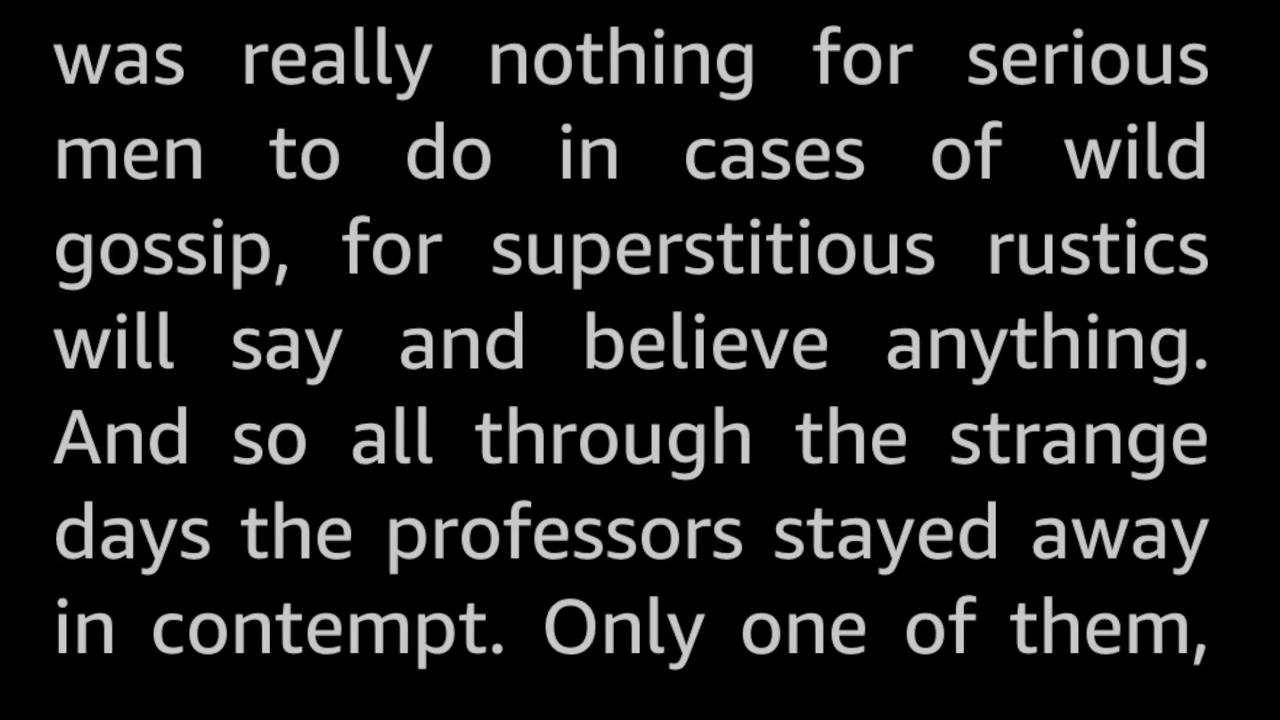 was really nothing for serious
men to do in cases of wild
gossip, for superstitious rustics
will say and believe anything.
And so all through the strange
days the professors stayed away
in contempt. Only one of them,